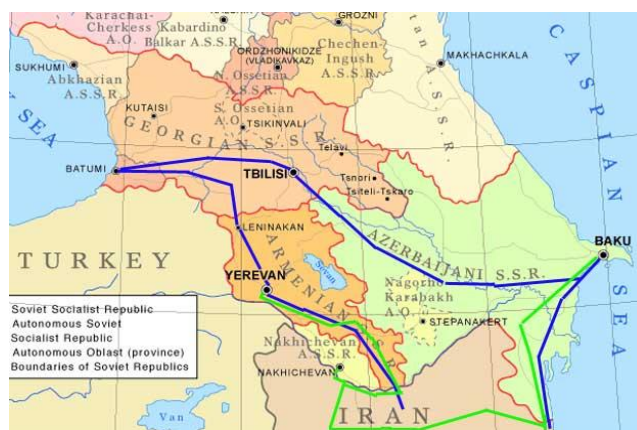 Karachai-
Cherkess
A.O.
Kabardino
Balkar A.S.S.R.
GROZNI
ORDZHONIKIDZE
(VLADIKAVKAZ)
Chechen-
Ingush
A.S.S.R.
MAKHACHKALA
SUKHUMI
Abkhazian
A.S.S.R.
N. Ossetian
A.S.S.R.
CASPIAN
SEA
SEA
KUTAISI
S. Ossetian
A.O.
TSIKINVALI
GEORGIAN S.S.R.
Telavi
BATUMI
TBILISI
Tsnori
Tsiteli-Tskaro
LENINAKAN
AZERBAIJANI S.S.R.
BAKU
TURKEY
ARMENIAN
Sevan
YEREVAN
Nagorno
Karabakh
A.O.
STEPANAKERT
Soviet Socialist Republic
Autonomous Soviet
Socialist Republic
Autonomous Oblast (province)
Boundaries of Soviet Republics
Nakhichevan
A.S.S.R.
NAKHICHEVAN
Van
IRAN